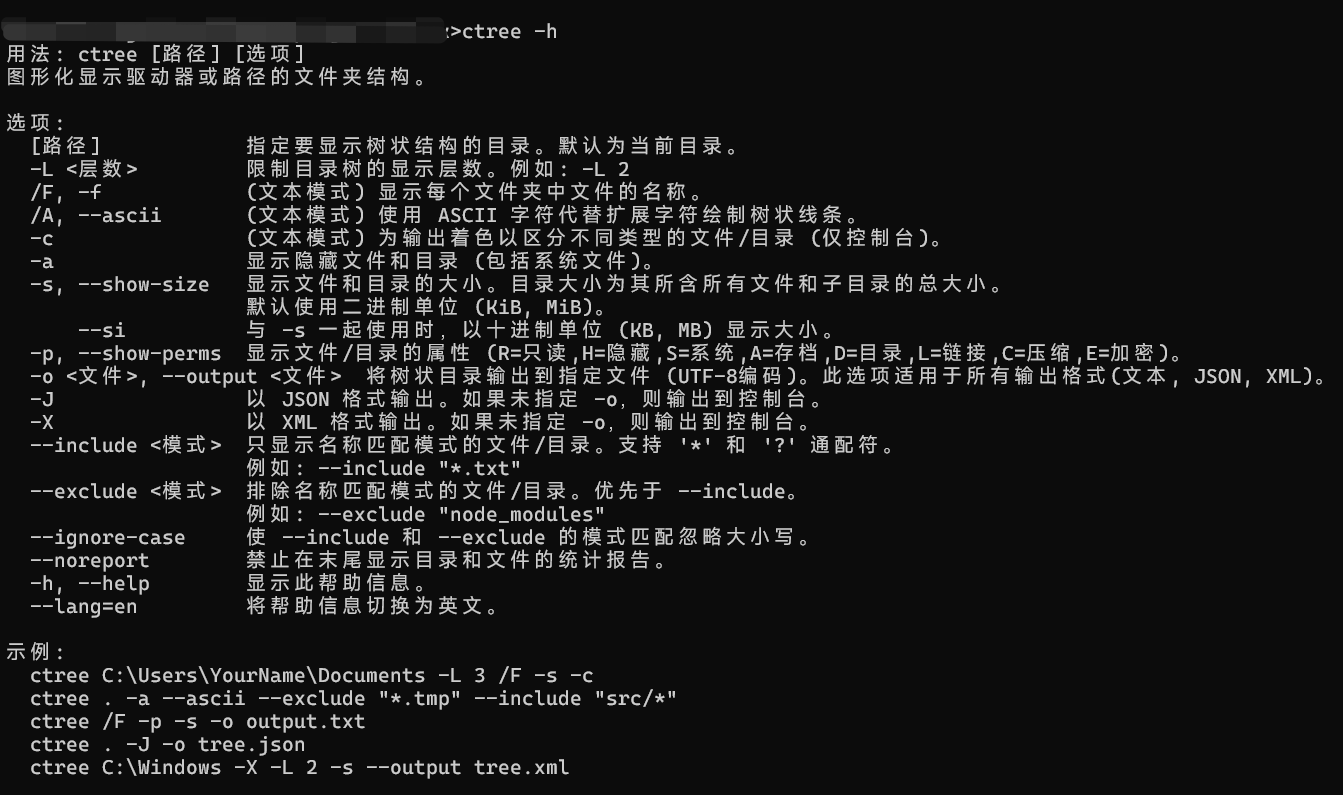 >ctree -h
用法: ctree [路径] [选项]
图形化显示驱动器或路径的文件夹结构。
选项:
[路径] 指定要显示树状结构的目录。默认为当前目录。
-L <层数> 限制目录树的显示层数。例如: -L 2
/F, -f (文本模式) 显示每个文件夹中文件的名称。
/A, --ascii (文本模式) 使用 ASCII 字符代替扩展字符绘制树状线条。
-c (文本模式) 为输出着色以区分不同类型的文件/目录 (仅控制台)。
-a 显示隐藏文件和目录 (包括系统文件)。
-s, --show-size 显示文件和目录的大小。目录大小为其所含所有文件和子目录的总大小。
默认使用二进制单位 (KiB, MiB)。
--si 与 -s 一起使用时，以十进制单位 (KB, MB) 显示大小。
-p, --show-perms 显示文件/目录的属性 (R=只读,H=隐藏,S=系统,A=存档,D=目录,L=链接,C=压缩,E=加密)。
-o <文件>, --output <文件> 将树状目录输出到指定文件 (UTF-8编码)。此选项适用于所有输出格式(文本, JSON, XML)。
-J 以 JSON 格式输出。如果未指定 -o，则输出到控制台。
-X 以 XML 格式输出。如果未指定 -o，则输出到控制台。
--include <模式> 只显示名称匹配模式的文件/目录。支持 '*' 和 '?' 通配符。
例如: --include "*.txt"
--exclude <模式> 排除名称匹配模式的文件/目录。优先于 --include。
例如: --exclude "node_modules"
--ignore-case 使 --include 和 --exclude 的模式匹配忽略大小写。
--noreport 禁止在末尾显示目录和文件的统计报告。
-h, --help 显示此帮助信息。
--lang=en 将帮助信息切换为英文。
示例:
ctree C:\Users\YourName\Documents -L 3 /F -s -c
ctree . -a --ascii --exclude "*.tmp" --include "src/*"
ctree /F -p -s -o output.txt
ctree . -J -o tree.json
ctree C:\Windows -X -L 2 -s --output tree.xml